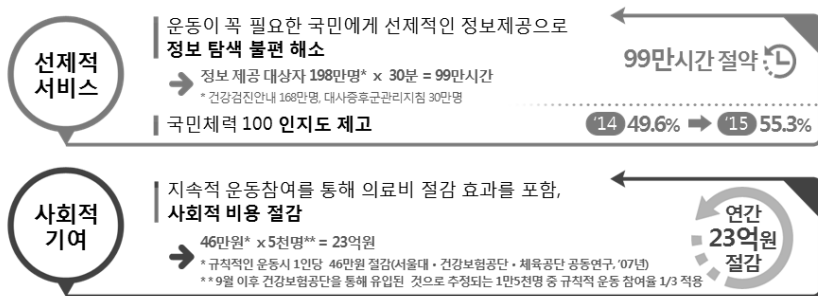 선제적
서비스
운동이 꼭 필요한 국민에게 선제적인 정보제공으로
정보 탐색 불편 해소
정보 제공 대상자 198만명* x 30분 = 99만시간
* 건강검진안내 168만명, 대사증후군관리지침 30만명
99만시간 절약
국민체력 100 인지도 제고
'14 49.6% ➡ '15 55.3%
사회적
기여
지속적 운동참여를 통해 의료비 절감 효과를 포함,
사회적 비용 절감
46만원* x 5천명** = 23억원
* 규칙적인 운동시 1인당 46만원 절감(서울대・건강보험공단・체육공단 공동연구, '07년)
** 9월 이후 건강보험공단을 통해 유입된 것으로 추정되는 1만5천명 중 규칙적 운동 참여율 1/3 적용
연간
23억원
절감